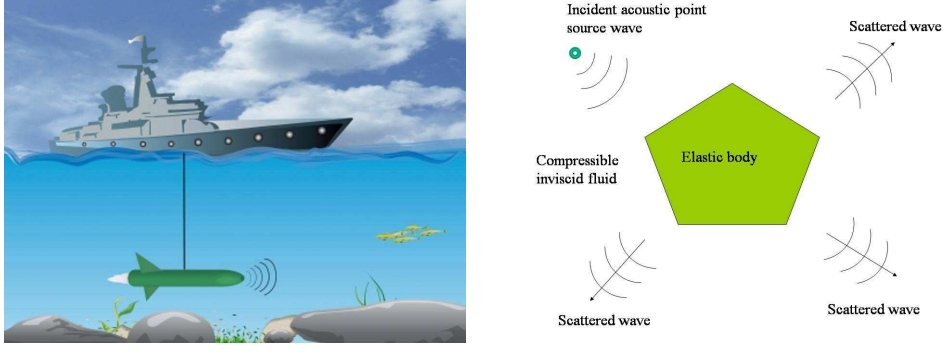 Incident acoustic point
source wave
Scattered wave
Compressible
inviscid fluid
Elastic body
Scattered wave
Scattered wave